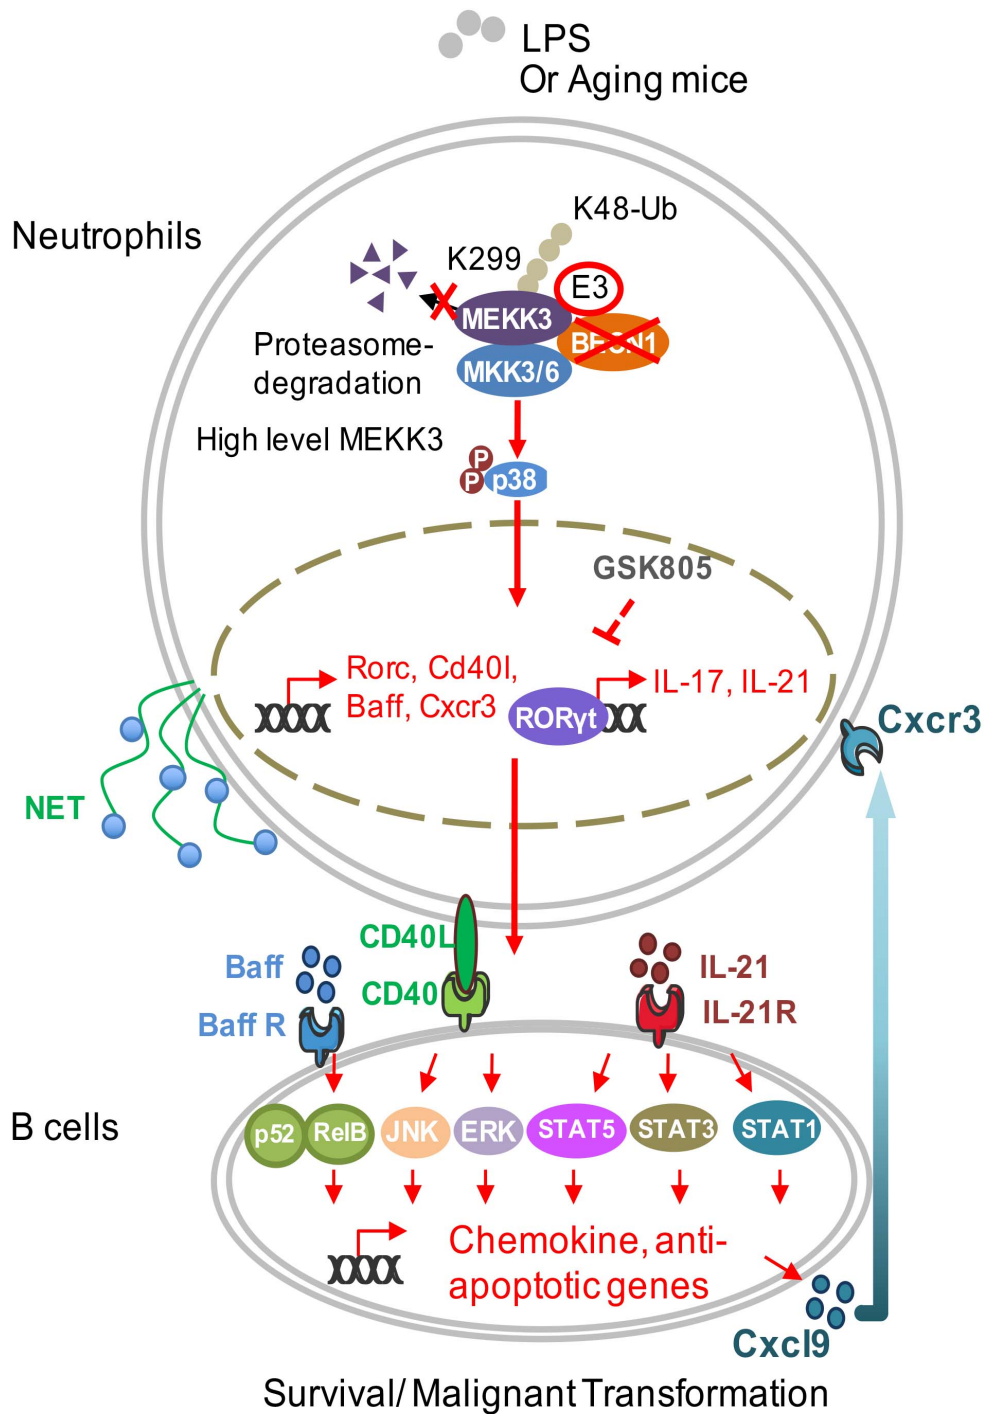 LPS
Or Aging mice
Neutrophils
K48-Ub
K299
E3
MEKK3
BECN1
Proteasome-
degradation
MKK3/6
High level MEKK3
P
P
p38
GSK805
Rorc, Cd40l,
Baff, Cxcr3
RORγt
IL-17, IL-21
Cxcr3
NET
CD40L
CD40
Baff
Baff R
IL-21
IL-21R
B cells
p52
RelB
JNK
ERK
STAT5
STAT3
STAT1
Chemokine, anti-
apoptotic genes
Cxcl9
Survival/ Malignant Transformation